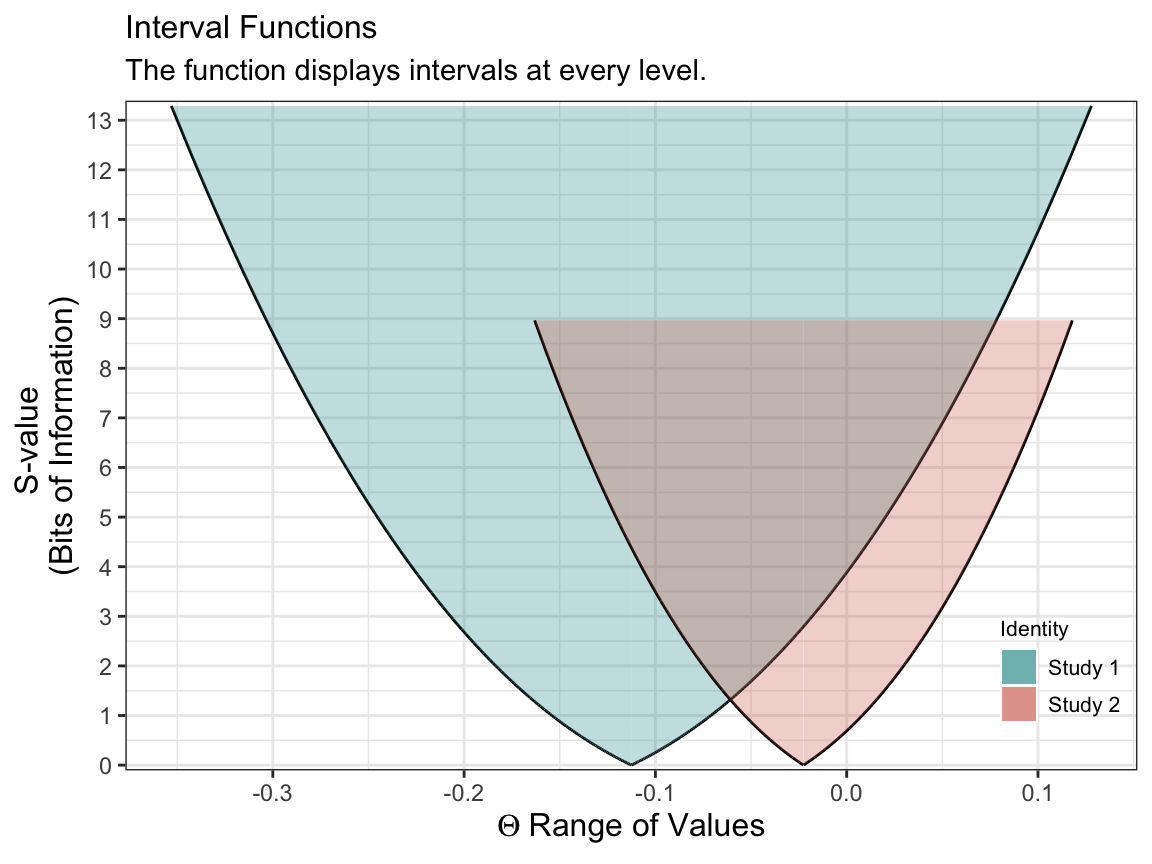 Interval Functions
The function displays intervals at every level.
13
12
11
10
9
8
7
6
5
4
3
2
1
0
S-value
(Bits of Information)
Identity
Study 1
Study 2
-0.3 -0.2 -0.1 0.0 0.1
Θ Range of Values